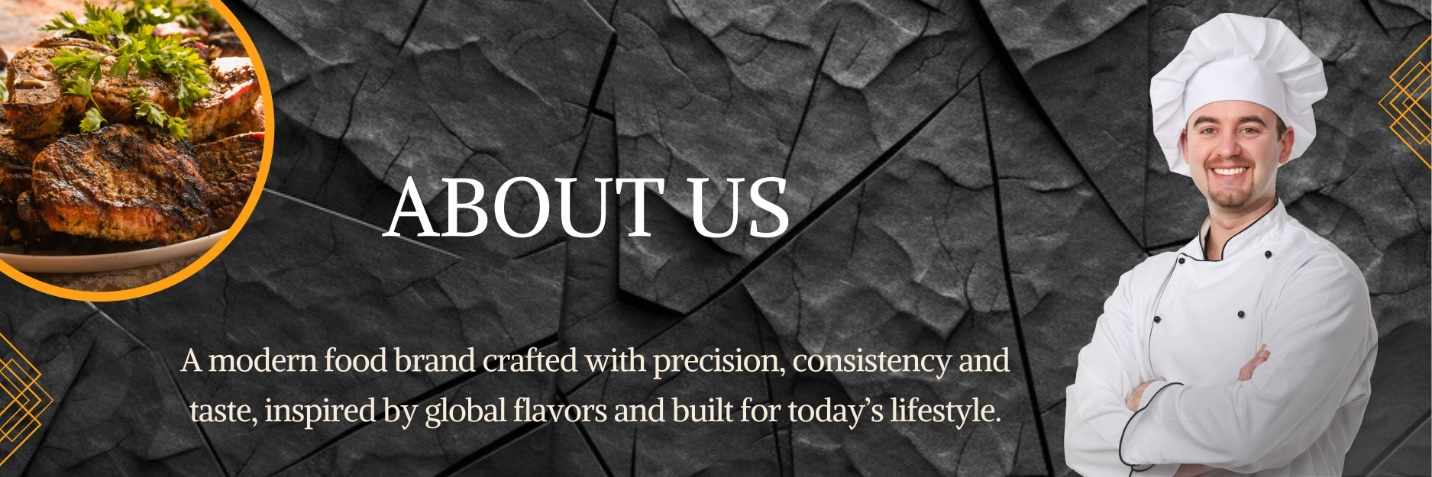 ABOUT US
A modern food brand crafted with precision, consistency and
taste, inspired by global flavors and built for today’s lifestyle.